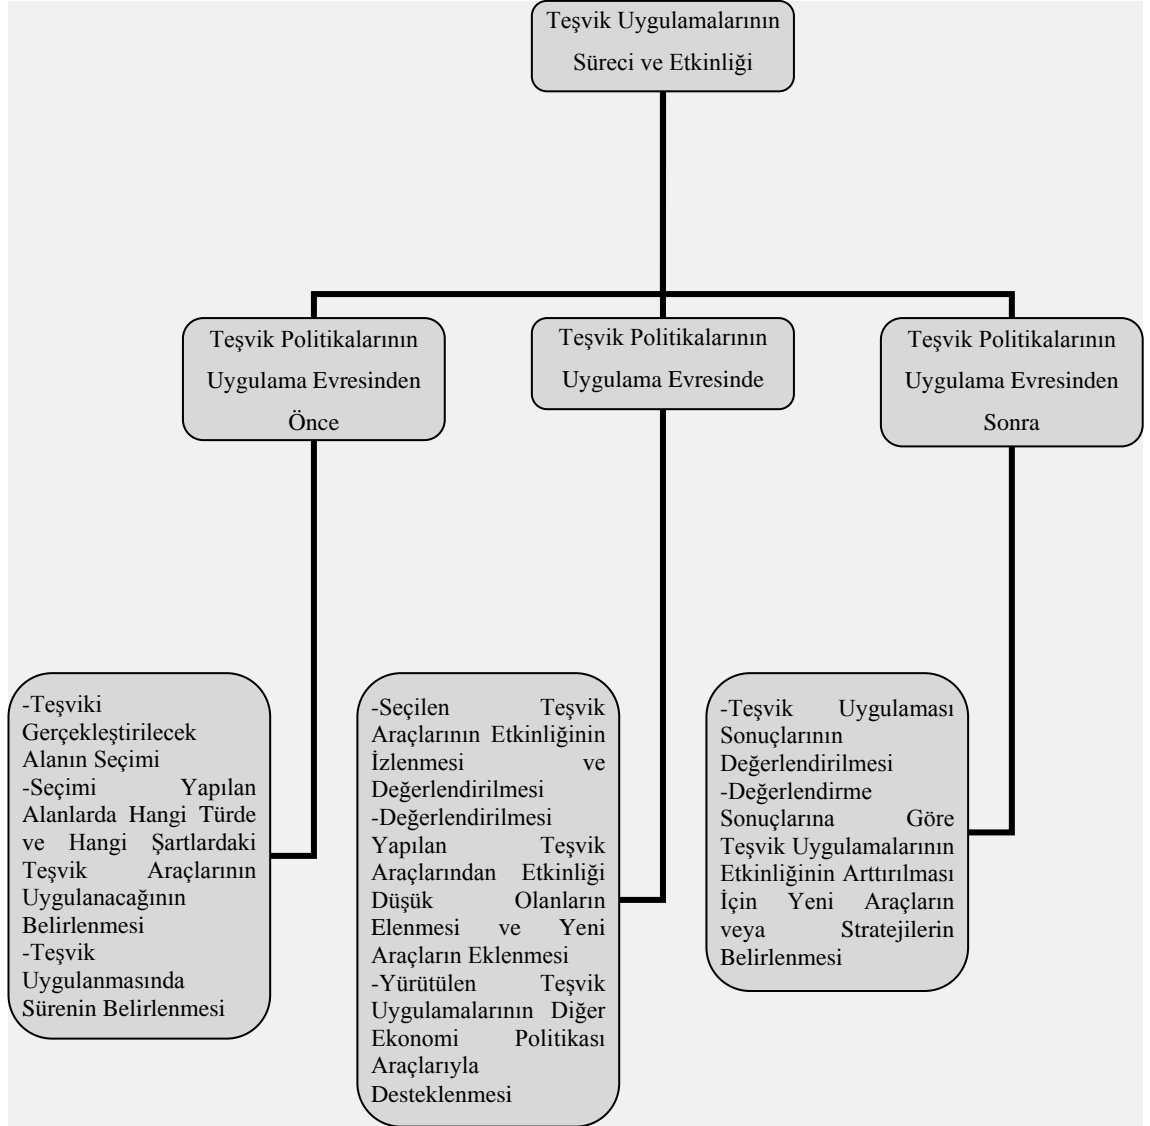 Teşvik Uygulamalarının
Süreci ve Etkinliği
Teşvik Politikalarının
Uygulama Evresinden
Önce
Teşvik Politikalarının
Uygulama Evresinde
Teşvik Politikalarının
Uygulama Evresinden
Sonra
-Teşviki
Gerçekleştirilecek
Alanın Seçimi
-Seçimi Yapılan
Alanlarda Hangi Türde
ve Hangi Şartlardaki
Teşvik Araçlarının
Uygulanacağının
Belirlenmesi
-Teşvik
Uygulanmasında
Sürenin Belirlenmesi
-Seçilen Teşvik
Araçlarının Etkinliğinin
İzlenmesi ve
Değerlendirilmesi
-Değerlendirilmesi
Yapılan Teşvik
Araçlarından Etkinliği
Düşük Olanların
Elenmesi ve Yeni
Araçların Eklenmesi
-Yürütülen Teşvik
Uygulamalarının Diğer
Ekonomi Politikası
Araçlarıyla
Desteklenmesi
-Teşvik Uygulaması
Sonuçlarının
Değerlendirilmesi
-Değerlendirme
Sonuçlarına Göre
Teşvik Uygulamalarının
Etkinliğinin Arttırılması
İçin Yeni Araçların
veya Stratejilerin
Belirlenmesi